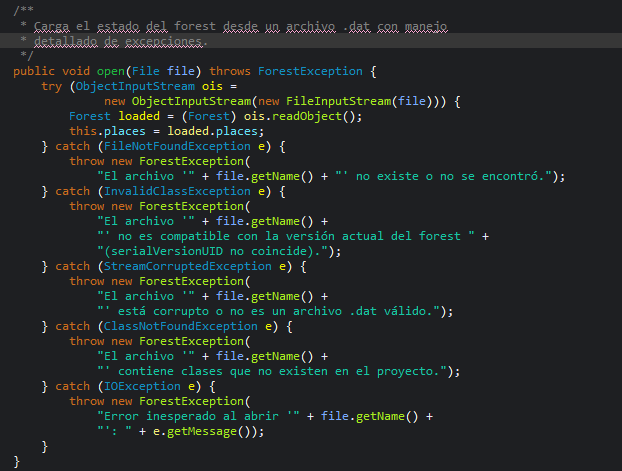 /**
 * Carga el estado del forest desde un archivo .dat con manejo
 * detallado de excepciones.
 */
public void open(File file) throws ForestException {
    try (ObjectInputStream ois =
            new ObjectInputStream(new FileInputStream(file))) {
        Forest loaded = (Forest) ois.readObject();
        this.places = loaded.places;
    } catch (FileNotFoundException e) {
        throw new ForestException(
            "El archivo '" + file.getName() + "' no existe o no se encontró.");
    } catch (InvalidClassException e) {
        throw new ForestException(
            "El archivo '" + file.getName() +
            "' no es compatible con la versión actual del forest " +
            "(serialVersionUID no coincide).");
    } catch (StreamCorruptedException e) {
        throw new ForestException(
            "El archivo '" + file.getName() +
            "' está corrupto o no es un archivo .dat válido.");
    } catch (ClassNotFoundException e) {
        throw new ForestException(
            "El archivo '" + file.getName() +
            "' contiene clases que no existen en el proyecto.");
    } catch (IOException e) {
        throw new ForestException(
            "Error inesperado al abrir '" + file.getName() +
            "': " + e.getMessage());
    }
}